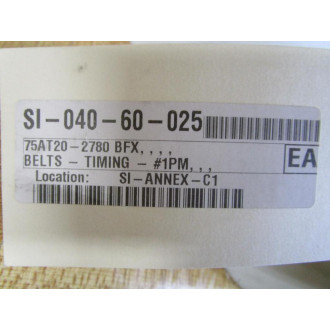 SI-040-60-025
75AT20-2780 BFX,,,,
BELTS - TIMING - #1PM,,,
EA
Location: SI-ANNEX-C1